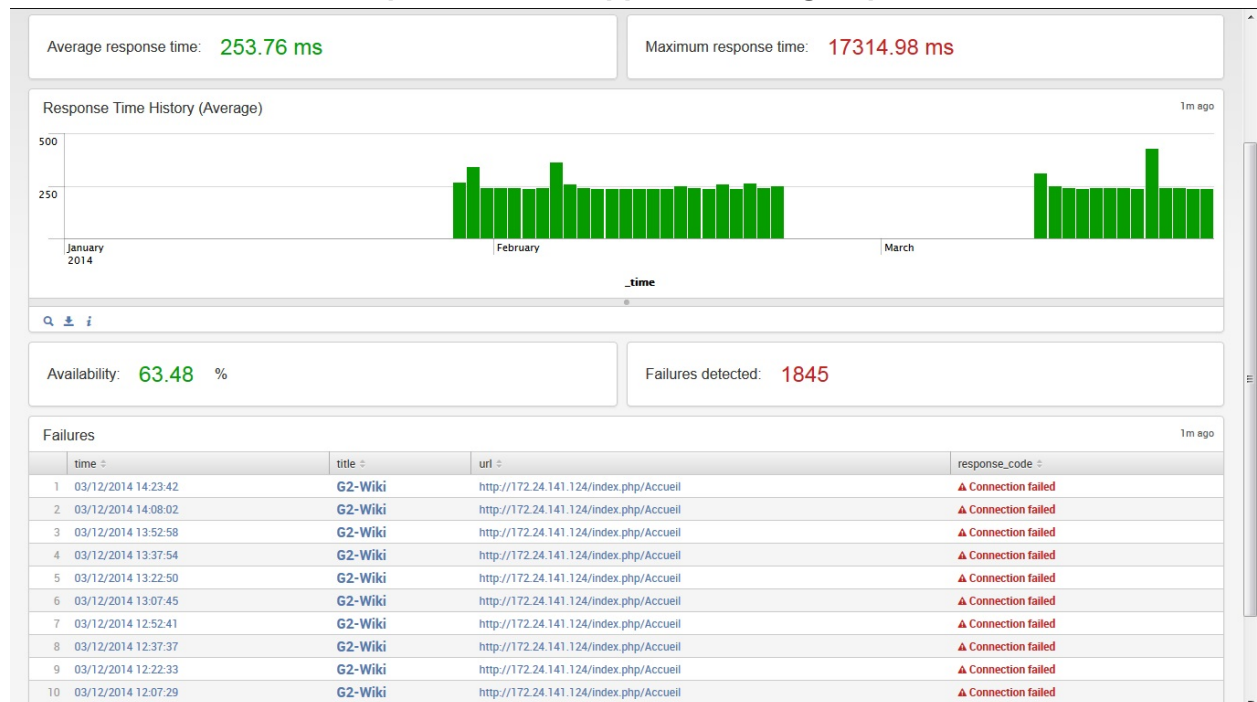 Average response time: 253.76 ms
Maximum response time: 17314.98 ms
Response Time History (Average)
1m ago
500
250
January
2014
February
March
_time
Availability: 63.48 %
Failures detected: 1845
Failures
1m ago
time title url response_code
1 03/12/2014 14:23:42 G2-Wiki http://172.24.141.124/index.php/Accueil Connection failed
2 03/12/2014 14:08:02 G2-Wiki http://172.24.141.124/index.php/Accueil Connection failed
3 03/12/2014 13:52:58 G2-Wiki http://172.24.141.124/index.php/Accueil Connection failed
4 03/12/2014 13:37:54 G2-Wiki http://172.24.141.124/index.php/Accueil Connection failed
5 03/12/2014 13:22:50 G2-Wiki http://172.24.141.124/index.php/Accueil Connection failed
6 03/12/2014 13:07:45 G2-Wiki http://172.24.141.124/index.php/Accueil Connection failed
7 03/12/2014 12:52:41 G2-Wiki http://172.24.141.124/index.php/Accueil Connection failed
8 03/12/2014 12:37:37 G2-Wiki http://172.24.141.124/index.php/Accueil Connection failed
9 03/12/2014 12:22:33 G2-Wiki http://172.24.141.124/index.php/Accueil Connection failed
10 03/12/2014 12:07:29 G2-Wiki http://172.24.141.124/index.php/Accueil Connection failed